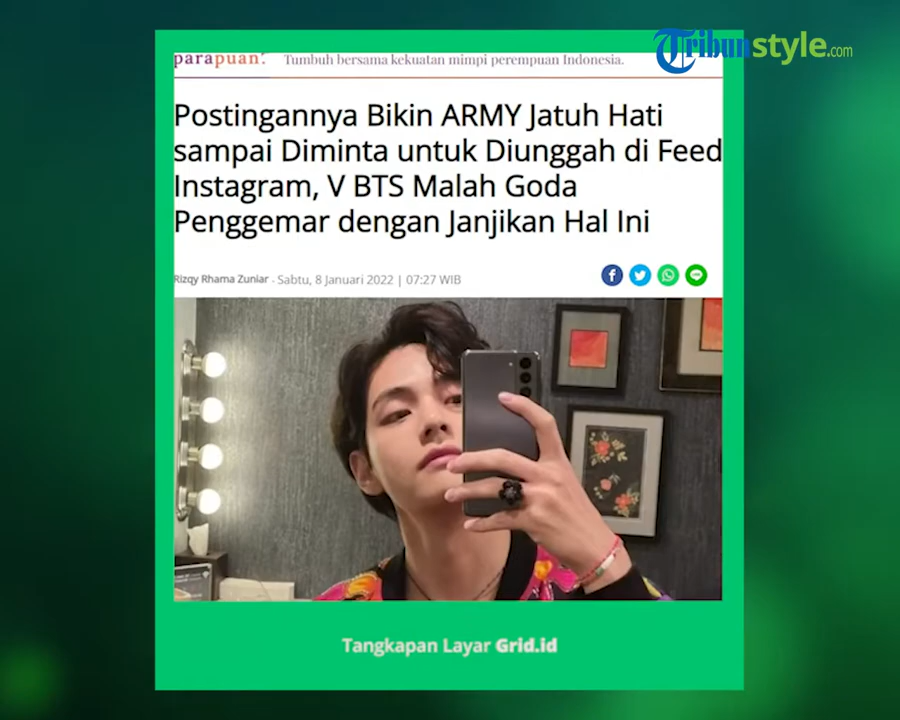 Tribunstyle.com
parapuan. Tumbuh bersama kekuatan mimpi perempuan Indonesia.
Postingannya Bikin ARMY Jatuh Hati
sampai Diminta untuk Diunggah di Feed
Instagram, V BTS Malah Goda
Penggemar dengan Janjikan Hal Ini
Rizqy Rhama Zuniar - Sabtu, 8 Januari 2022 | 07:27 WIB
Tangkapan Layar Grid.id